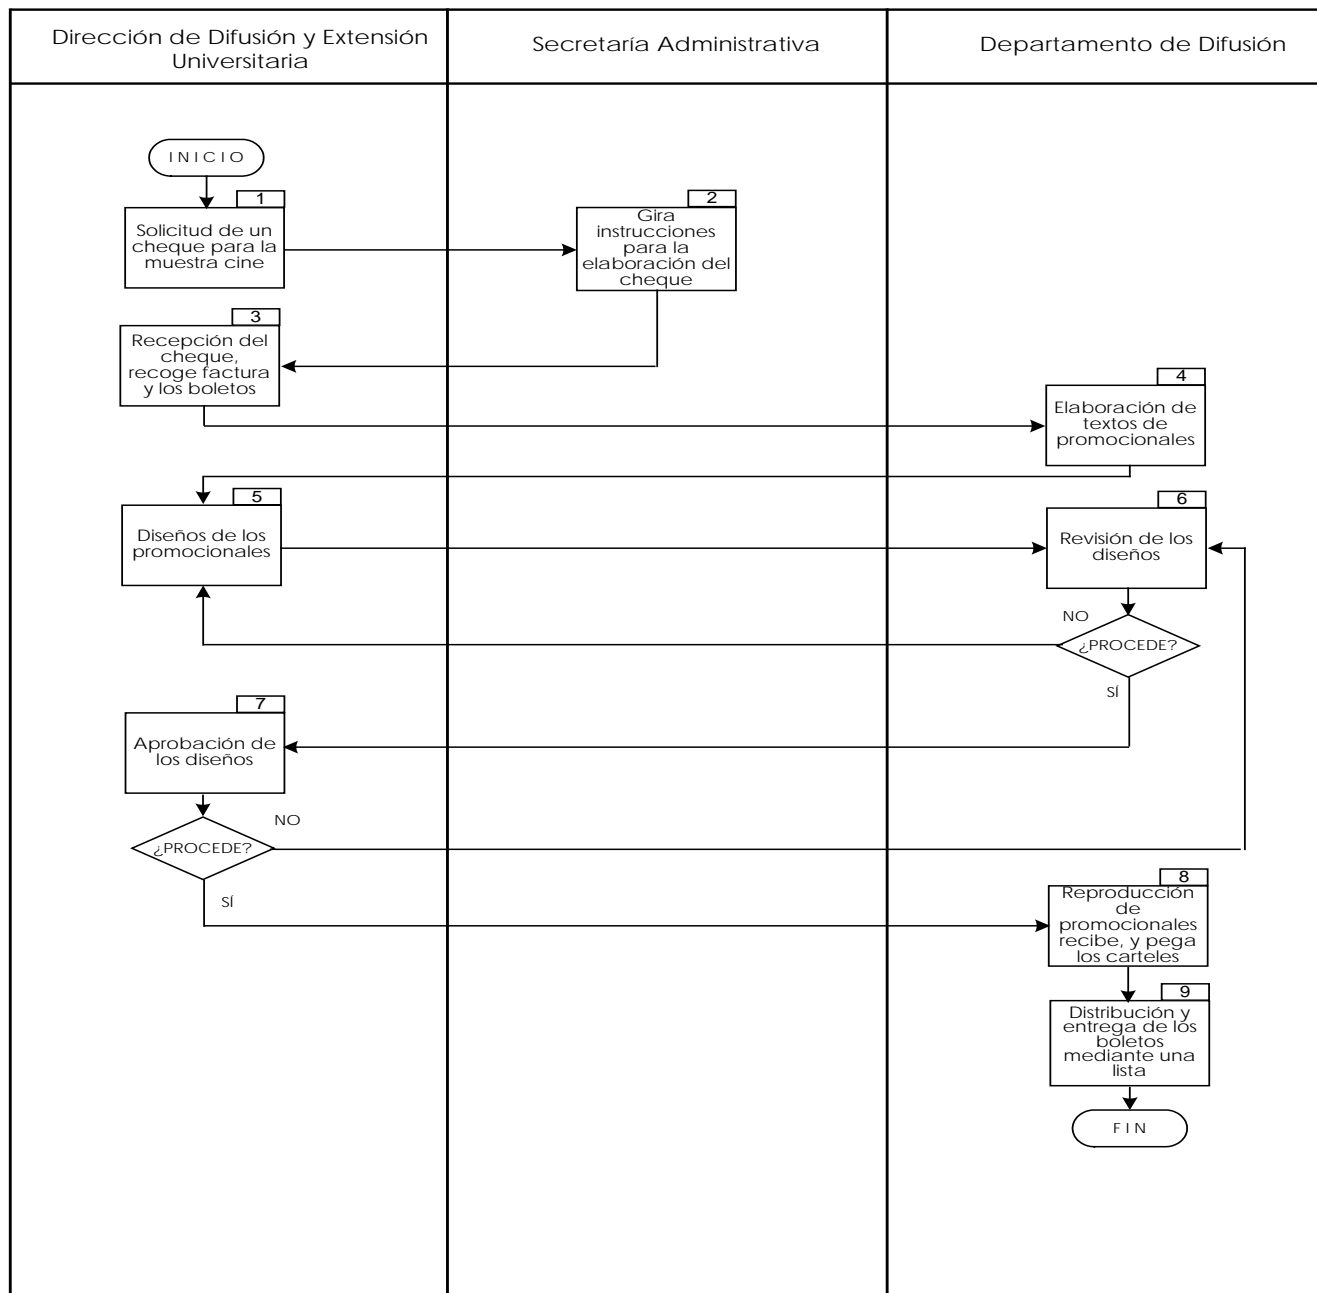 Dirección de Difusión y Extensión
Universitaria
Secretaría Administrativa
Departamento de Difusión
INICIO
1
Solicitud de un
cheque para la
muestra cine
2
Gira
instrucciones
para la
elaboración del
cheque
3
Recepción del
cheque,
recoge factura
y los boletos
4
Elaboración de
textos de
promocionales
5
Diseños de los
promocionales
6
Revisión de los
diseños
NO
¿PROCEDE?
SÍ
7
Aprobación de
los diseños
NO
¿PROCEDE?
SÍ
8
Reproducción
de
promocionales
recibe, y pega
los carteles
9
Distribución y
entrega de los
boletos
mediante una
lista
FIN